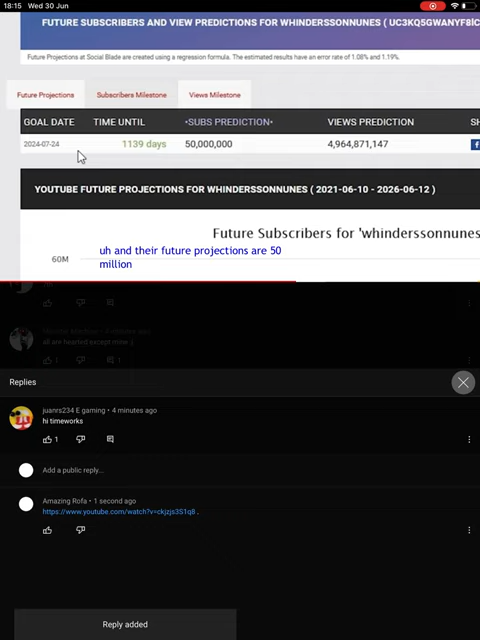 18:15 Wed 30 Jun
FUTURE SUBSCRIBERS AND VIEW PREDICTIONS FOR WHINDERSSONNUNES ( UC3KQ5GWANYF8lC
Future Projections at Social Blade are created using a regression formula. The estimated results have an error rate of 1.08% and 1.19%.
Future Projections Subscribers Milestone Views Milestone
GOAL DATE TIME UNTIL •SUBS PREDICTION• VIEWS PREDICTION SH
2024-07-24 1139 days 50,000,000 4,964,871,147
YOUTUBE FUTURE PROJECTIONS FOR WHINDERSSONNUNES ( 2021-06-10 - 2026-06-12 )
Future Subscribers for 'whinderssonnunes
60M
uh and their future projections are 50
million
all are hearted except mine :(
1 1
Replies
juanrs234 E gaming • 4 minutes ago
hi timeworks
1
Add a public reply...
Amazing Rofa • 1 second ago
https://www.youtube.com/watch?v=ckjzjs3S1q8 .
Reply added